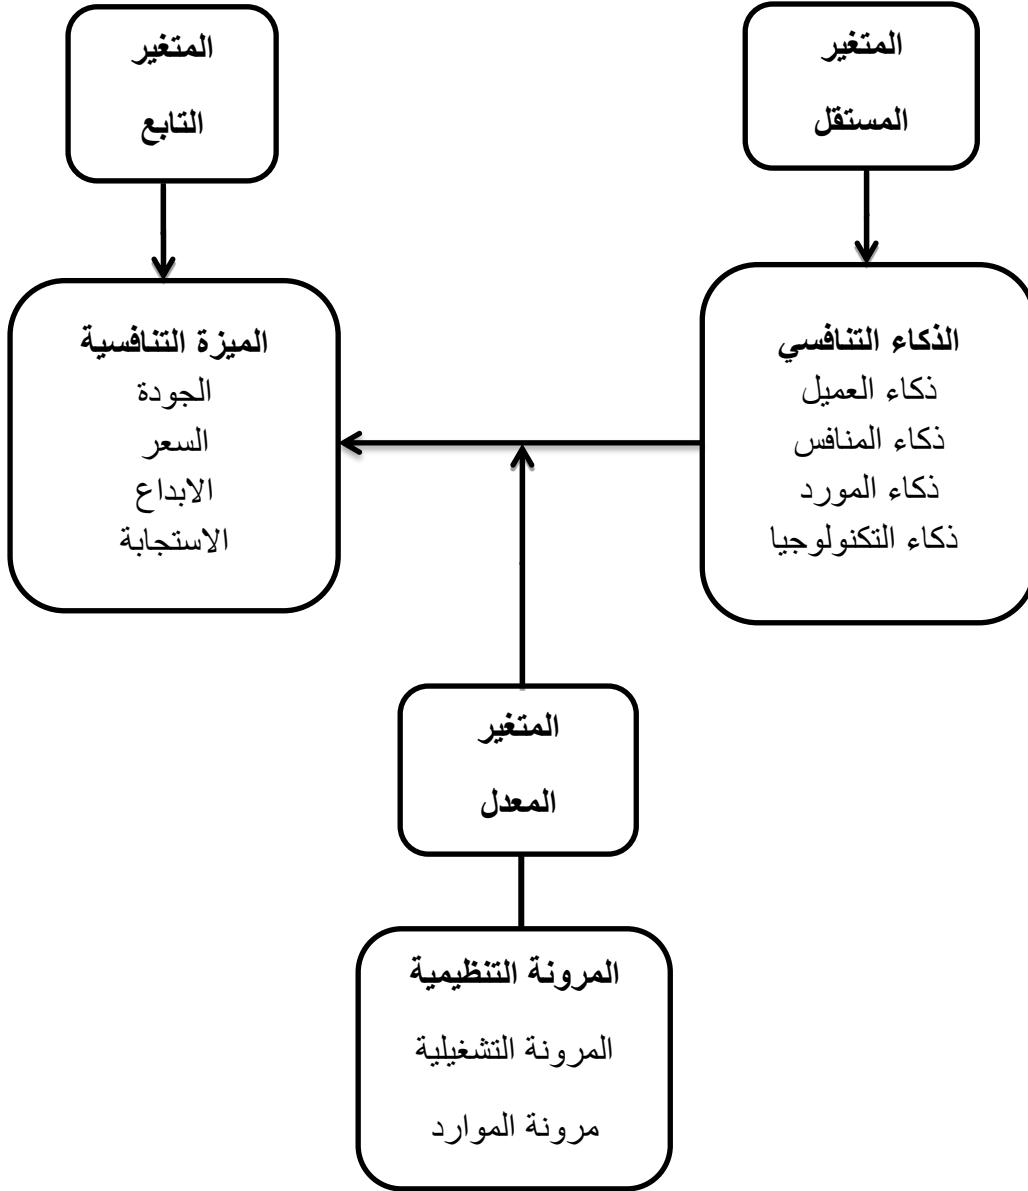 المتغير
المستقل
المتغير
التابع
الذكاء التنافسي
ذكاء العميل
ذكاء المنافس
ذكاء المورد
ذكاء التكنولوجيا
الميزة التنافسية
الجودة
السعر
الابداع
الاستجابة
المتغير
المعدل
المرونة التنظيمية
المرونة التشغيلية
مرونة الموارد